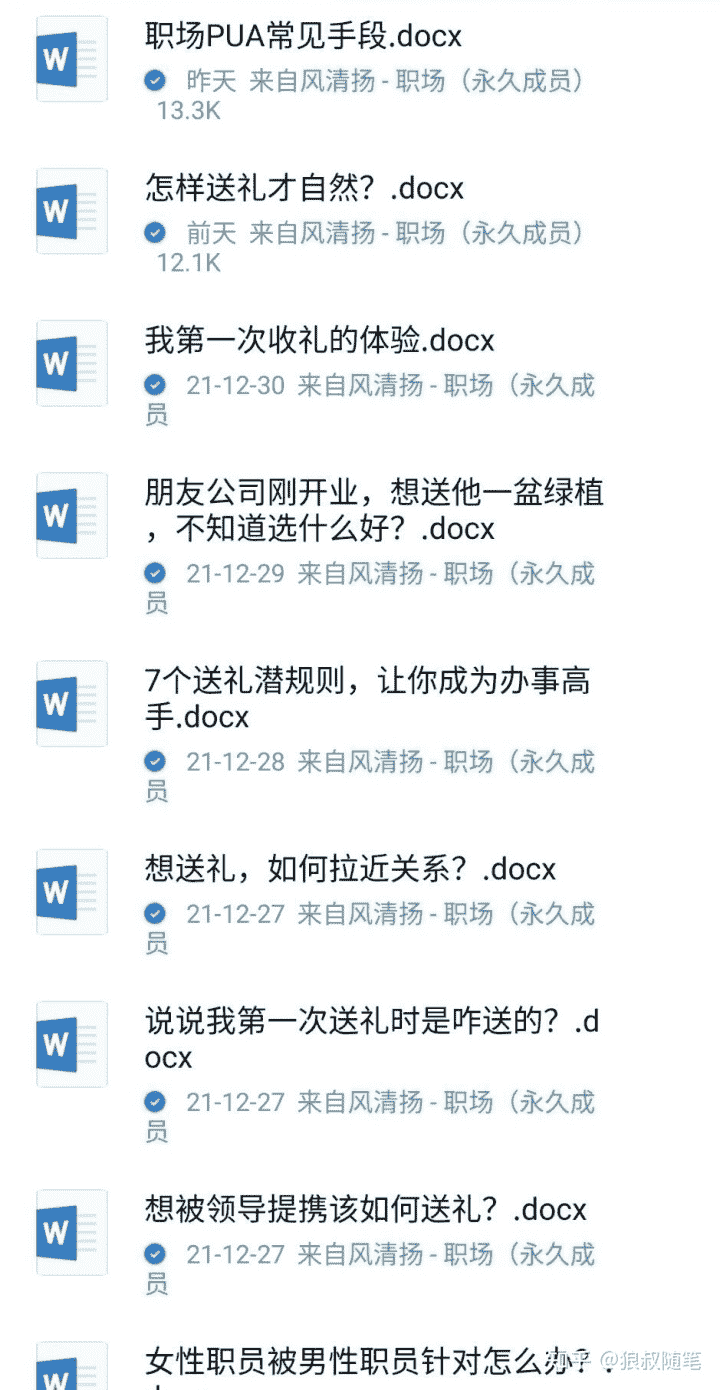 职场PUA常见手段.docx
昨天 来自风清扬-职场（永久成员）
13.3K
怎样送礼才自然？.docx
前天 来自风清扬-职场（永久成员）
12.1K
我第一次收礼的体验.docx
21-12-30 来自风清扬-职场（永久成
员
朋友公司刚开业，想送他一盆绿植
，不知道选什么好？.docx
21-12-29 来自风清扬-职场（永久成
员
7个送礼潜规则，让你成为办事高
手.docx
21-12-28 来自风清扬-职场（永久成
员
想送礼，如何拉近关系？.docx
21-12-27 来自风清扬-职场（永久成
员
说说我第一次送礼时是咋送的？.d
ocx
21-12-27 来自风清扬-职场（永久成
员
想被领导提携该如何送礼？.docx
21-12-27 来自风清扬-职场（永久成
员
女性职员被男性职员针对怎么办？.
知乎 @狼叔随笔